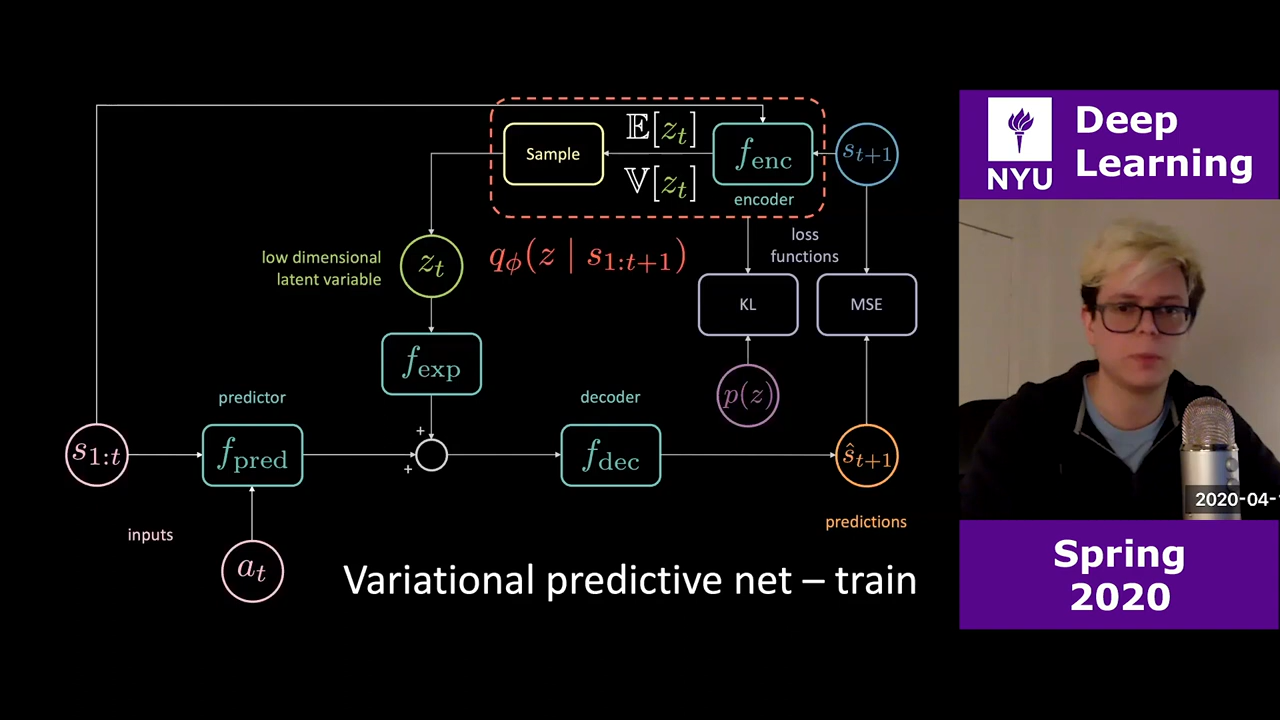 𝔼[z_t]
Sample
f_enc
s_{t+1}
𝕍[z_t]
encoder
low dimensional
latent variable
z_t
q_ϕ(z | s_{1:t+1})
loss
functions
KL
MSE
f_exp
predictor
decoder
p(z)
+
+
s_{1:t}
f_pred
f_dec
ŝ_{t+1}
inputs
predictions
a_t
Variational predictive net – train
NYU
Deep
Learning
2020-04-
Spring
2020